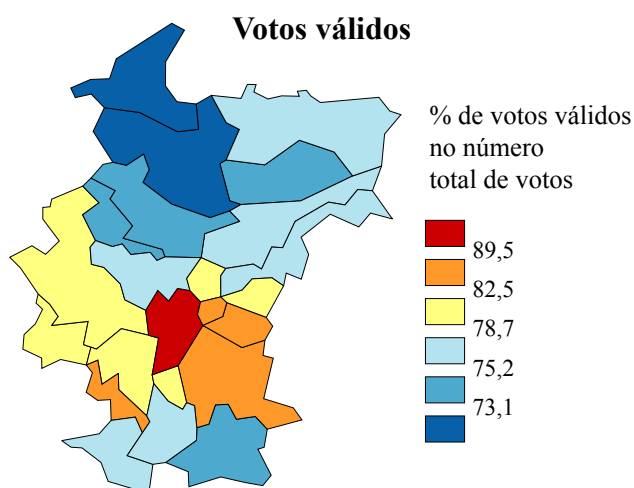 Votos válidos
% de votos válidos
no número
total de votos
89,5
82,5
78,7
75,2
73,1